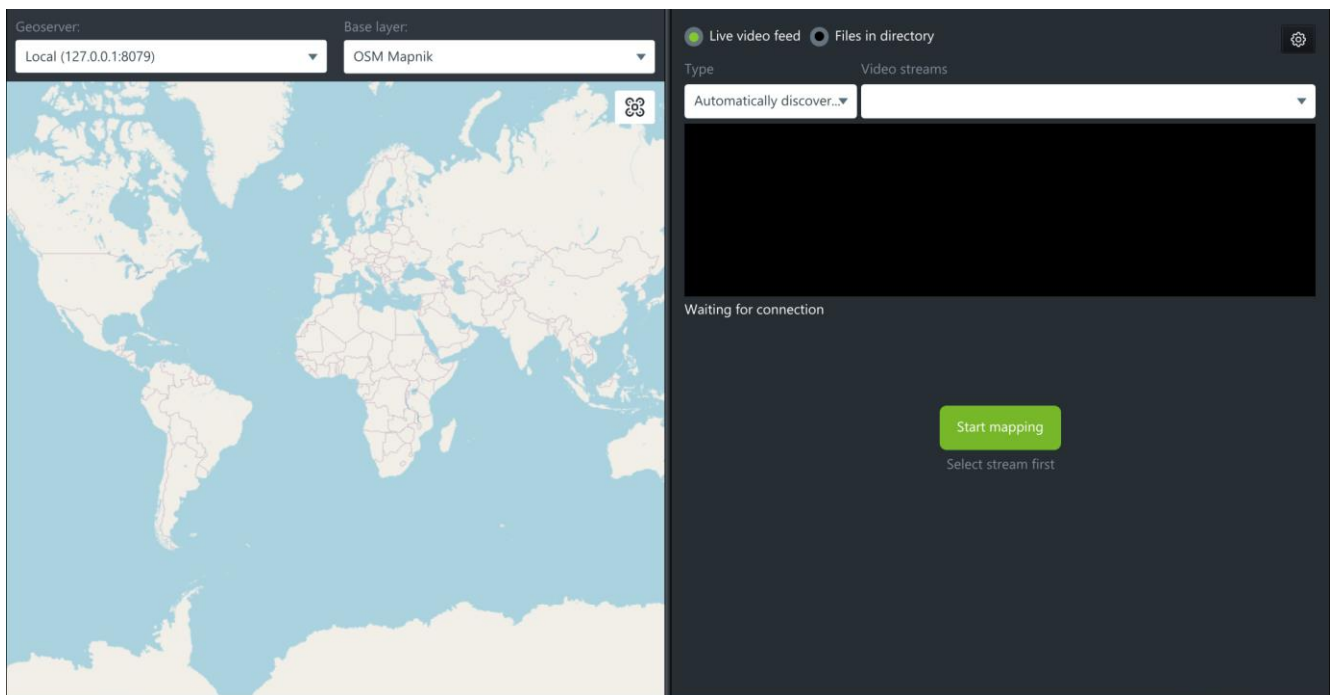 Geoserver:
Base layer:
Local (127.0.0.1:8079)
OSM Mapnik
Live video feed
Files in directory
Type
Video streams
Automatically discover...
Waiting for connection
Start mapping
Select stream first